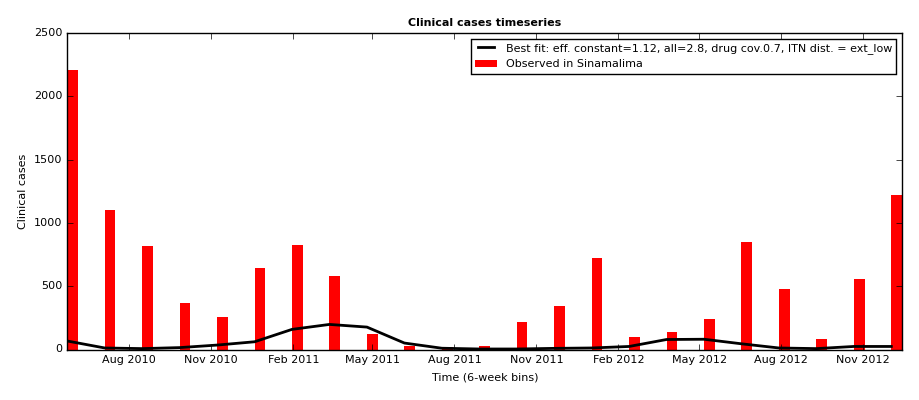 Clinical cases timeseries
Best fit: eff. constant=1.12, all=2.8, drug cov.0.7, ITN dist. = ext_low
Observed in Sinamalima
2500
2000
1500
1000
500
0
Clinical cases
Aug 2010 Nov 2010 Feb 2011 May 2011 Aug 2011 Nov 2011 Feb 2012 May 2012 Aug 2012 Nov 2012
Time (6-week bins)